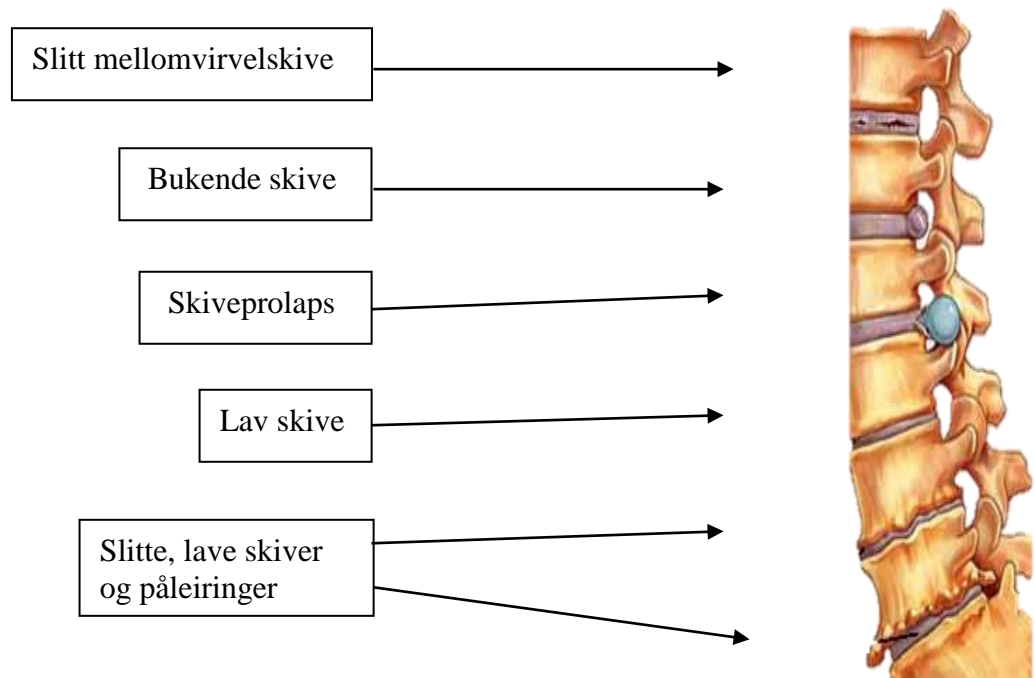 Slitt mellomvirvelskive
Bukende skive
Skiveprolaps
Lav skive
Slitte, lave skiver
og påleiringer